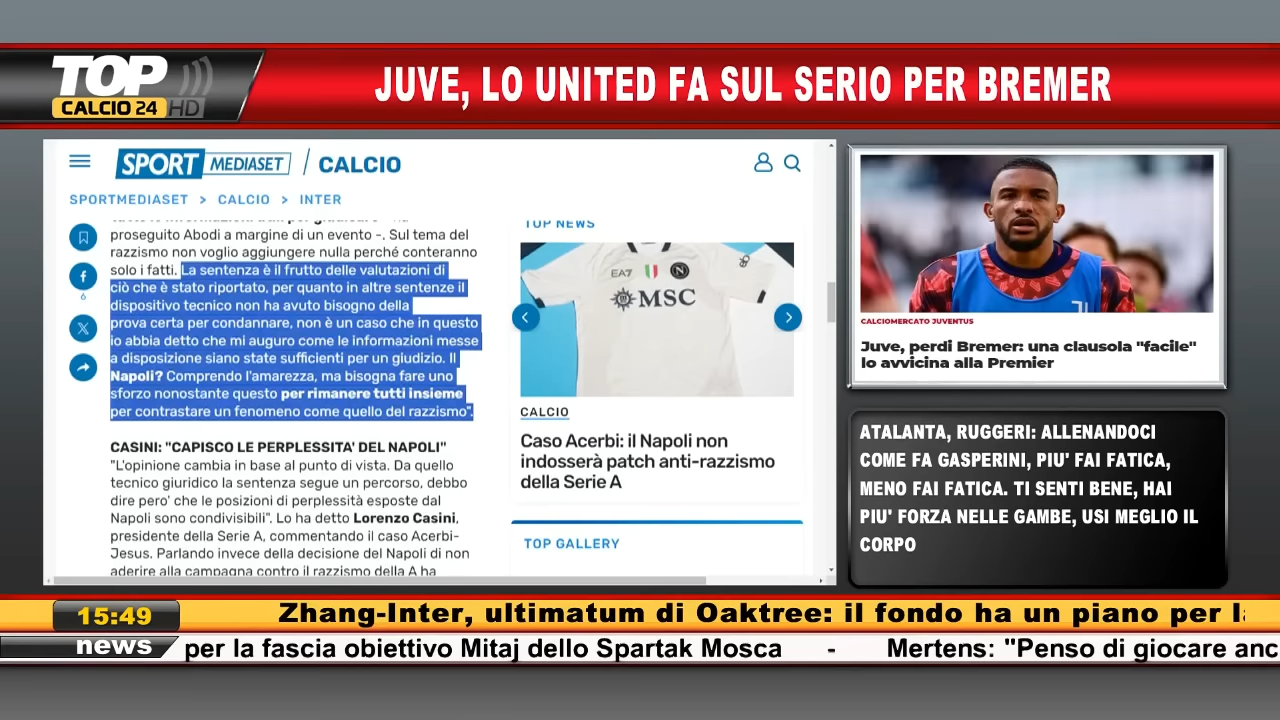 TOP
CALCIO 24 HD
JUVE, LO UNITED FA SUL SERIO PER BREMER
SPORT MEDIASET / CALCIO
SPORTMEDIASET > CALCIO > INTER
proseguito Abodi a margine di un evento -. Sul tema del
razzismo non voglio aggiungere nulla perché conteranno
solo i fatti. La sentenza è il frutto delle valutazioni di
ciò che è stato riportato, per quanto in altre sentenze il
dispositivo tecnico non ha avuto bisogno della
prova certa per condannare, non è un caso che in questo
io abbia detto che mi auguro come le informazioni messe
a disposizione siano state sufficienti per un giudizio. Il
Napoli? Comprendo l'amarezza, ma bisogna fare uno
sforzo nonostante questo per rimanere tutti insieme
per contrastare un fenomeno come quello del razzismo".
CASINI: "CAPISCO LE PERPLESSITA' DEL NAPOLI"
"L'opinione cambia in base al punto di vista. Da quello
tecnico giuridico la sentenza segue un percorso, debbo
dire pero' che le posizioni di perplessità esposte dal
Napoli sono condivisibili". Lo ha detto Lorenzo Casini,
presidente della Serie A, commentando il caso Acerbi-
Jesus. Parlando invece della decisione del Napoli di non
aderire alla campagna contro il razzismo della A ha
6
TOP NEWS
EA7 N
MSC
CALCIO
Caso Acerbi: il Napoli non
indosserà patch anti-razzismo
della Serie A
TOP GALLERY
CALCIOMERCATO JUVENTUS
Juve, perdi Bremer: una clausola "facile"
lo avvicina alla Premier
ATALANTA, RUGGERI: ALLENANDOCI
COME FA GASPERINI, PIU' FAI FATICA,
MENO FAI FATICA. TI SENTI BENE, HAI
PIU' FORZA NELLE GAMBE, USI MEGLIO IL
CORPO
15:49
Zhang-Inter, ultimatum di Oaktree: il fondo ha un piano per
news
per la fascia obiettivo Mitaj dello Spartak Mosca - Mertens: "Penso di giocare anc